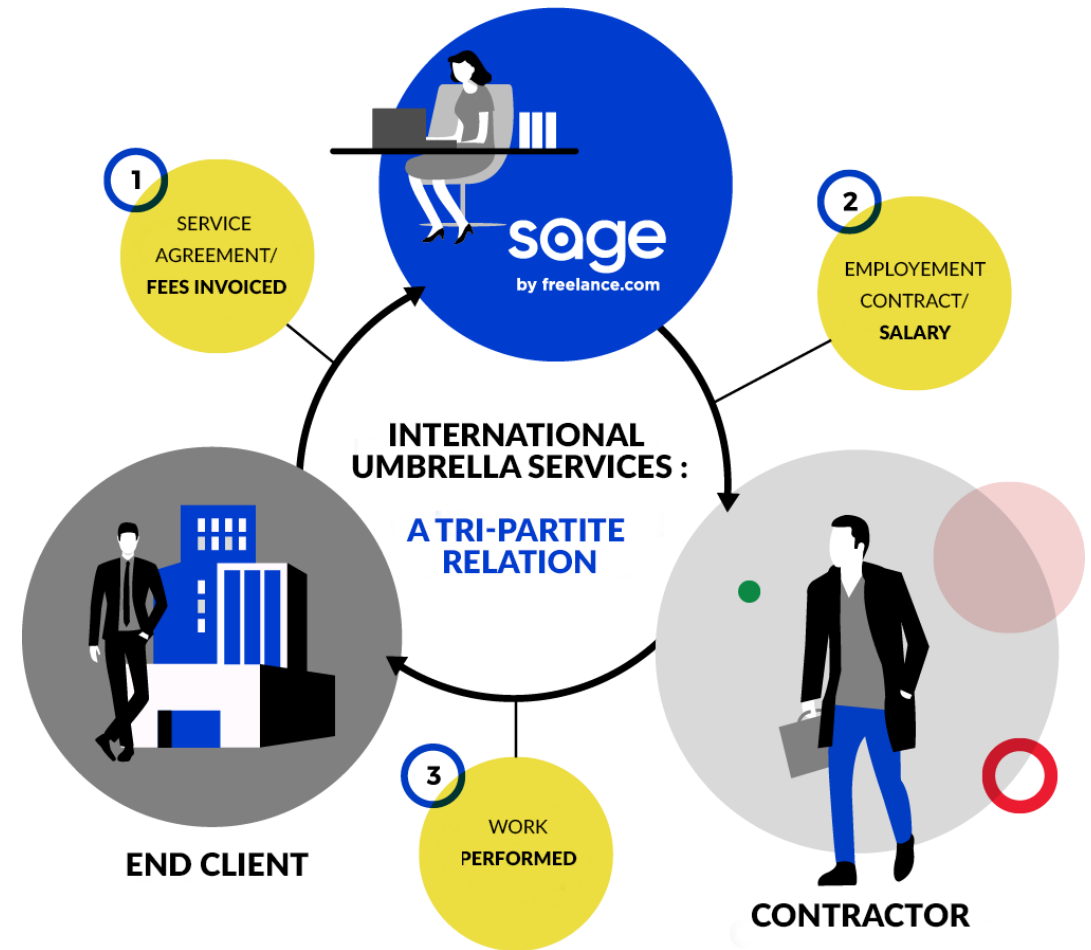 sage
by freelance.com
1
SERVICE
AGREEMENT/
FEES INVOICED
2
EMPLOYEMENT
CONTRACT/
SALARY
INTERNATIONAL
UMBRELLA SERVICES :
A TRI-PARTITE
RELATION
3
WORK
PERFORMED
END CLIENT
CONTRACTOR